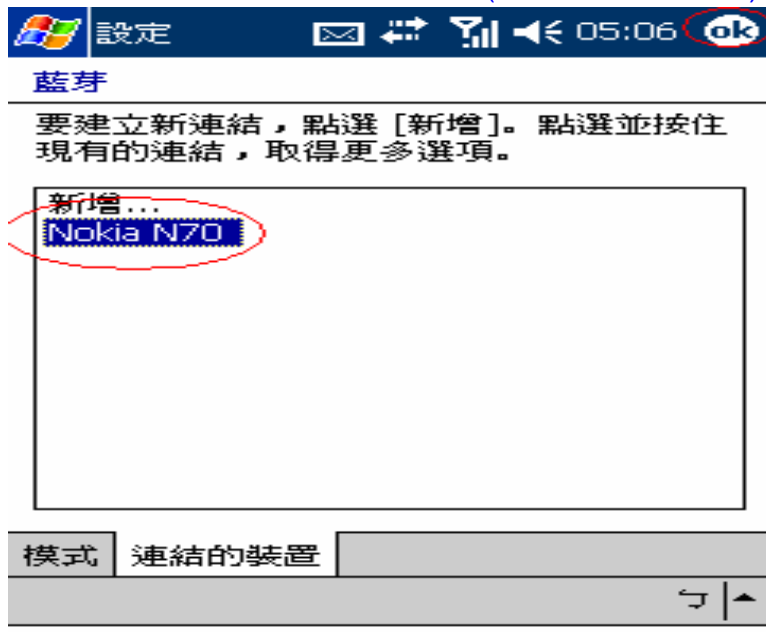 設定 05:06 ok
藍芽
要建立新連結，點選 [新增]。點選並按住
現有的連結，取得更多選項。
新增...
Nokia N70
模式 連結的裝置
ㄅ